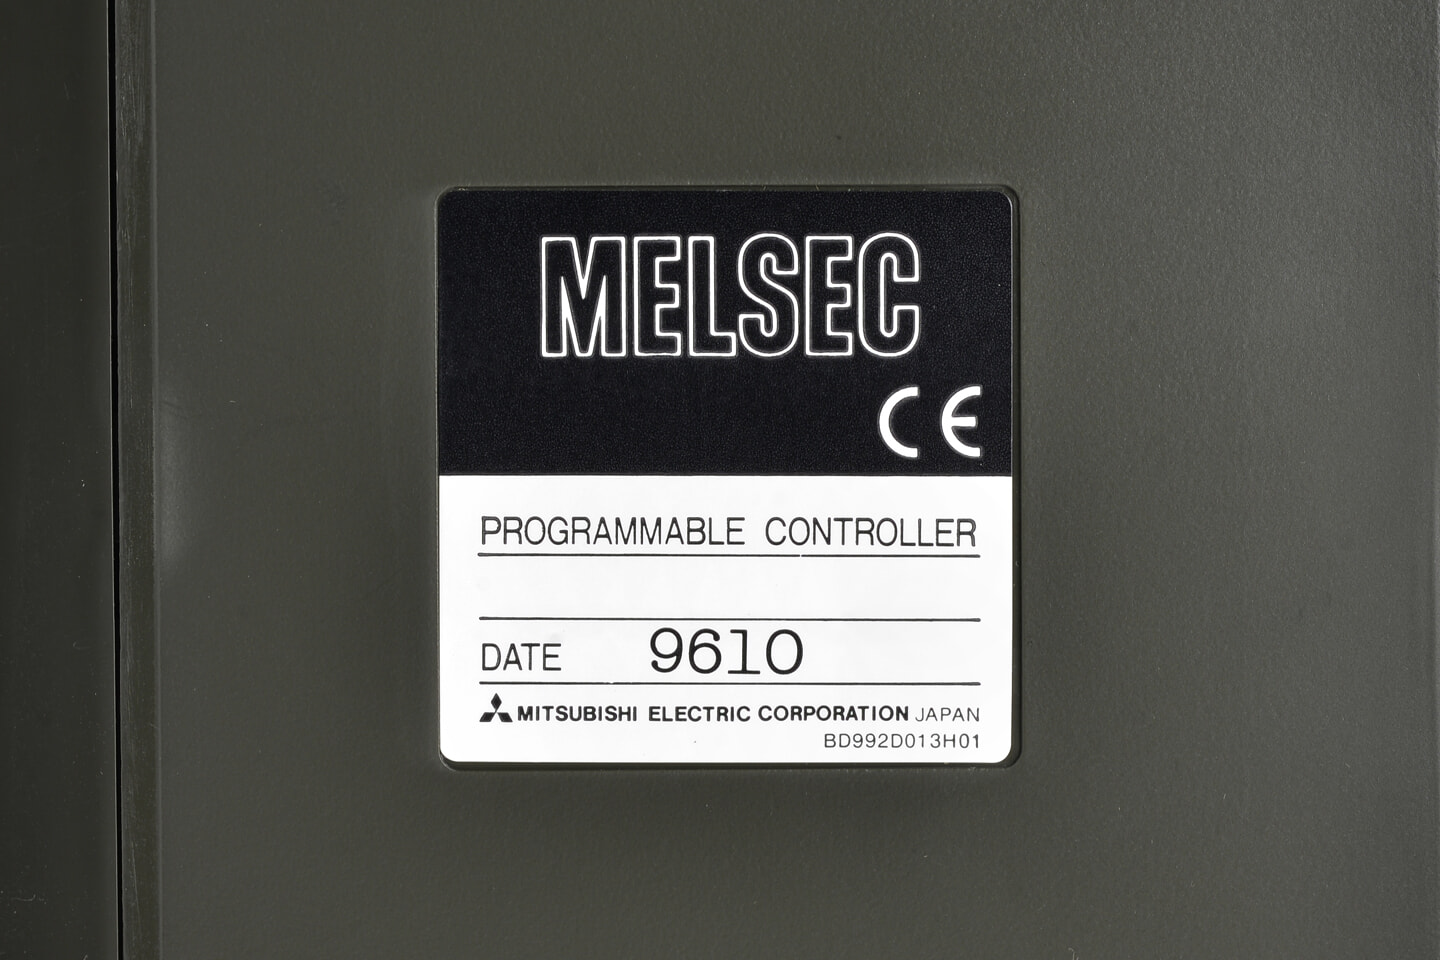 MELSEC
CE
PROGRAMMABLE CONTROLLER
DATE 9610
MITSUBISHI ELECTRIC CORPORATION JAPAN
BD992D013H01